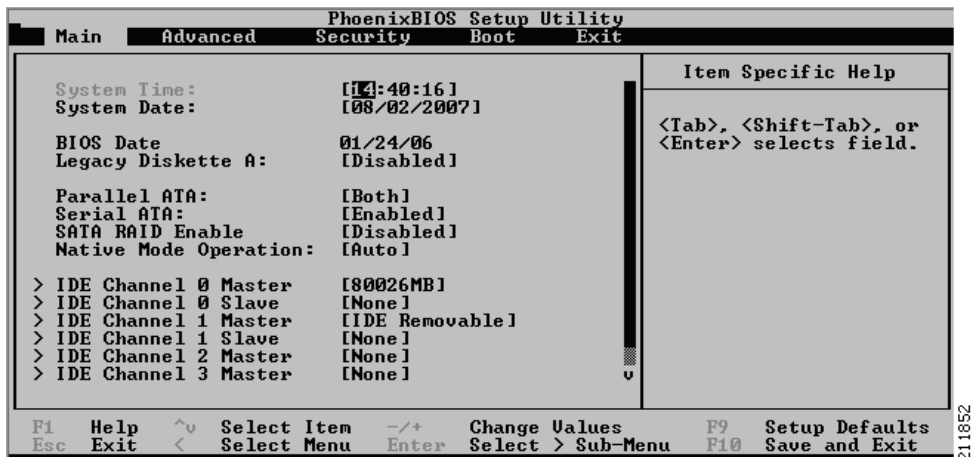 PhoenixBIOS Setup Utility
Main Advanced Security Boot Exit
Item Specific Help
System Time: [14:40:16]
System Date: [08/02/2007]
<Tab>, <Shift-Tab>, or
<Enter> selects field.
BIOS Date 01/24/06
Legacy Diskette A: [Disabled]
Parallel ATA: [Both]
Serial ATA: [Enabled]
SATA RAID Enable [Disabled]
Native Mode Operation: [Auto]
> IDE Channel 0 Master [80026MB]
> IDE Channel 0 Slave [None]
> IDE Channel 1 Master [IDE Removable]
> IDE Channel 1 Slave [None]
> IDE Channel 2 Master [None]
> IDE Channel 3 Master [None] v
F1 Help ^v Select Item -/+ Change Values F9 Setup Defaults
Esc Exit < Select Menu Enter Select > Sub-Menu F10 Save and Exit
211852